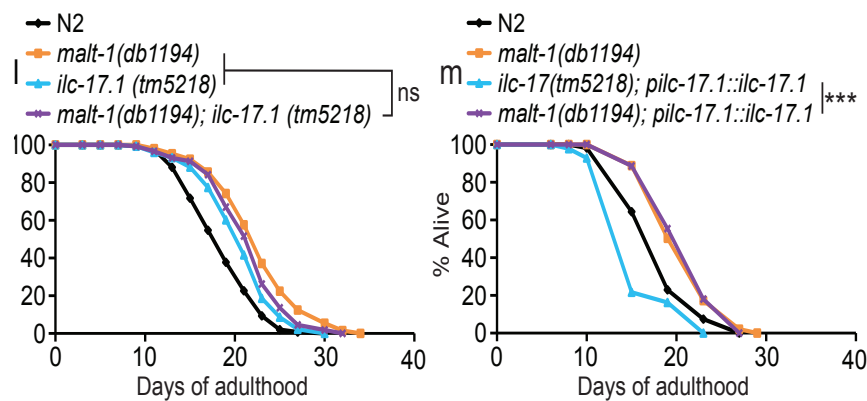 l
N2
malt-1(db1194)
ilc-17.1 (tm5218)
malt-1(db1194); ilc-17.1 (tm5218)
ns
100
80
60
40
20
0
0
10
20
30
40
Days of adulthood
m
N2
malt-1(db1194)
ilc-17(tm5218); pilc-17.1::ilc-17.1
malt-1(db1194); pilc-17.1::ilc-17.1
***
% Alive
100
80
60
40
20
0
0
10
20
30
40
Days of adulthood